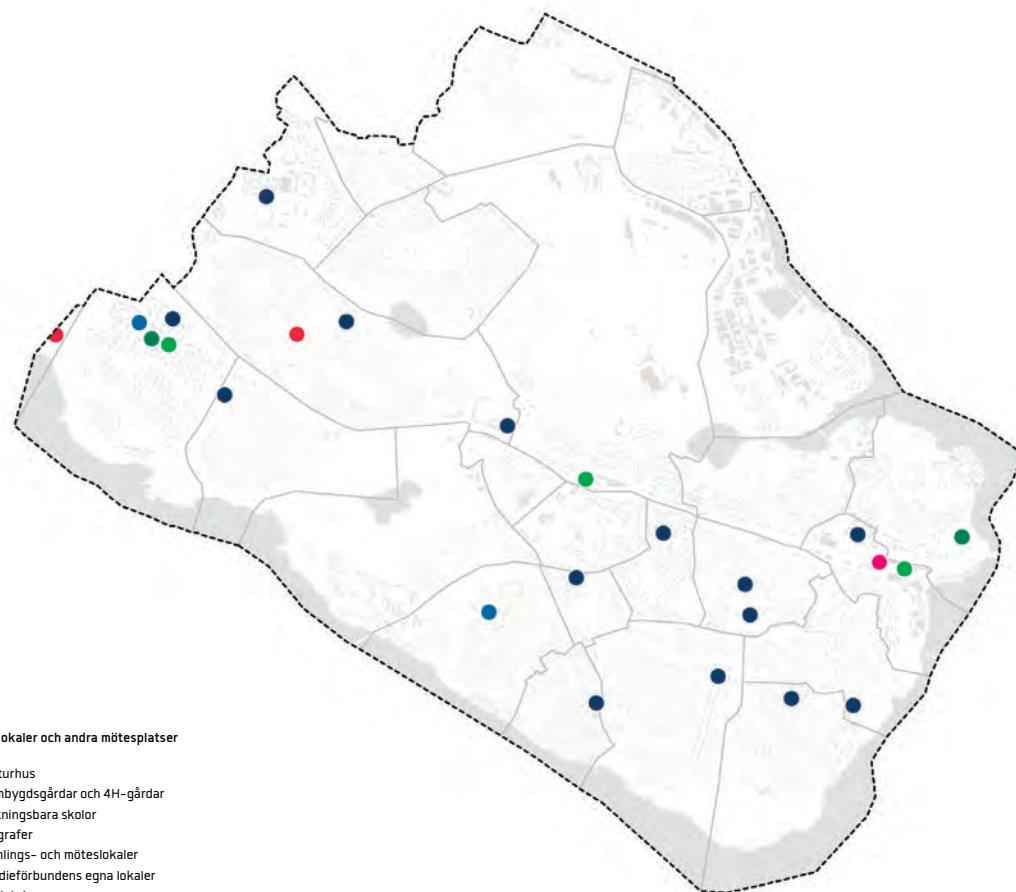 okaler och andra mötesplatser
turhus
nbygdsgårdar och 4H-gårdar
kningsbara skolor
grafer
nlings- och möteslokaler
dieförbundens egna lokaler